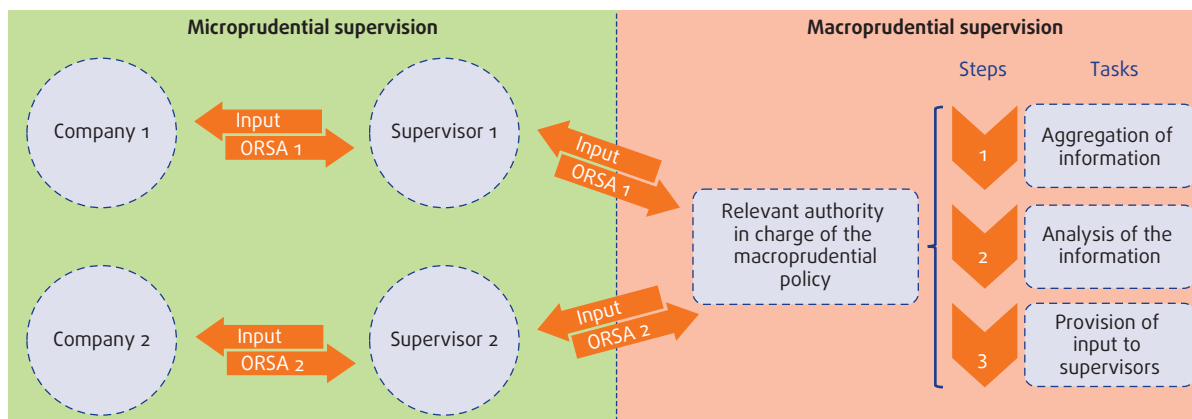 Microprudential supervision
Macroprudential supervision
Steps
Tasks
Company 1
Input
ORSA 1
Supervisor 1
Input
ORSA 1
1
Aggregation of
information
Relevant authority
in charge of the
macroprudential
policy
2
Analysis of the
information
Company 2
Input
ORSA 2
Supervisor 2
Input
ORSA 2
3
Provision of
input to
supervisors